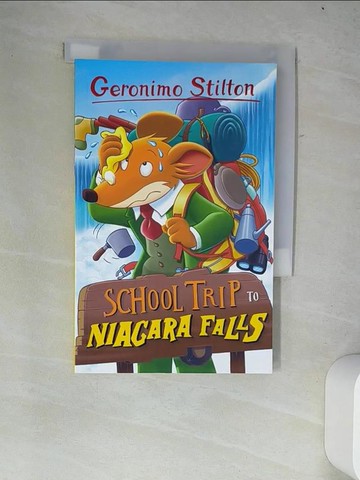 Geronimo Stilton
SCHOOL TRIP TO
NIAGARA FALLS